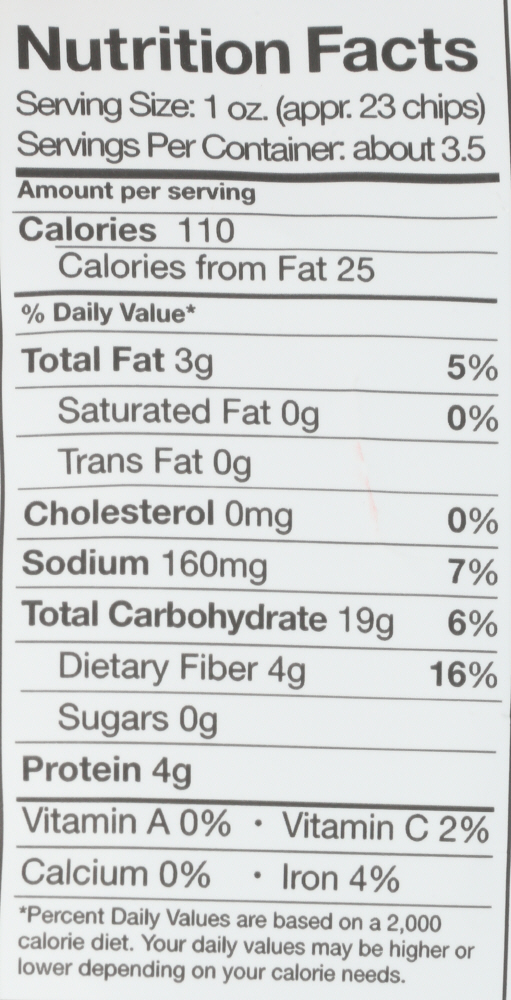 Nutrition Facts
Serving Size: 1 oz. (appr. 23 chips)
Servings Per Container: about 3.5
Amount per serving
Calories 110
Calories from Fat 25
% Daily Value*
Total Fat 3g 5%
Saturated Fat 0g 0%
Trans Fat 0g
Cholesterol 0mg 0%
Sodium 160mg 7%
Total Carbohydrate 19g 6%
Dietary Fiber 4g 16%
Sugars 0g
Protein 4g
Vitamin A 0% • Vitamin C 2%
Calcium 0% • Iron 4%
*Percent Daily Values are based on a 2,000
calorie diet. Your daily values may be higher or
lower depending on your calorie needs.